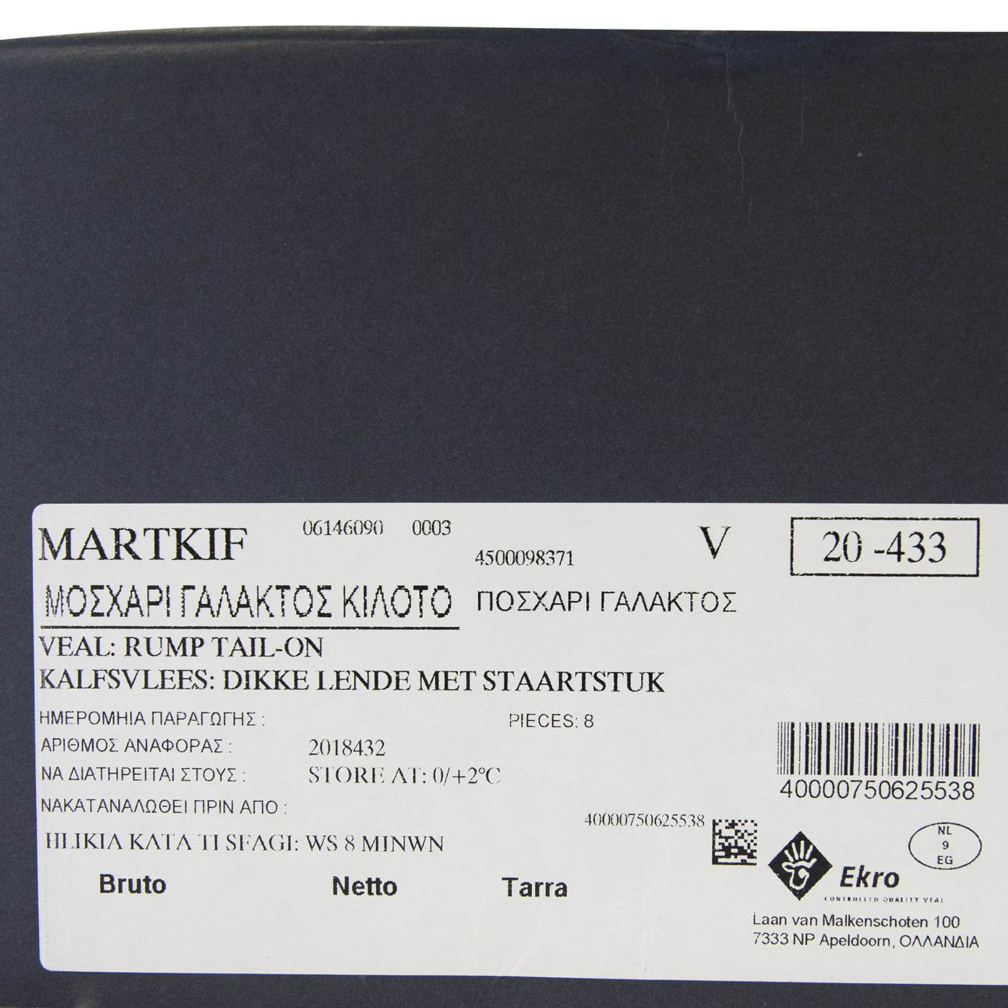 MARTKIF 06146090 0003 4500098371 V 20 -433
ΜΟΣΧΑΡΙ ΓΑΛΑΚΤΟΣ ΚΙΛΟΤΟ ΠΟΣΧΑΡΙ ΓΑΛΑΚΤΟΣ
VEAL: RUMP TAIL-ON
KALFSVLEES: DIKKE LENDE MET STAARTSTUK
ΗΜΕΡΟΜΗΙΑ ΠΑΡΑΓΩΓΗΣ : PIECES: 8
ΑΡΙΘΜΟΣ ΑΝΑΦΟΡΑΣ : 2018432
ΝΑ ΔΙΑΤΗΡΕΙΤΑΙ ΣΤΟΥΣ : STORE AT: 0/+2°C
40000750625538
ΝΑΚΑΤΑΝΑΛΩΘΕΙ ΠΡΙΝ ΑΠΟ :
40000750625538
HLIKIA KATA TI SFAGI: WS 8 MINWN
NL
9
EG
Ekro
CONTROLLED QUALITY VEAL
Bruto Netto Tarra
Laan van Malkenschoten 100
7333 NP Apeldoorn, ΟΛΛΑΝΔΙΑ